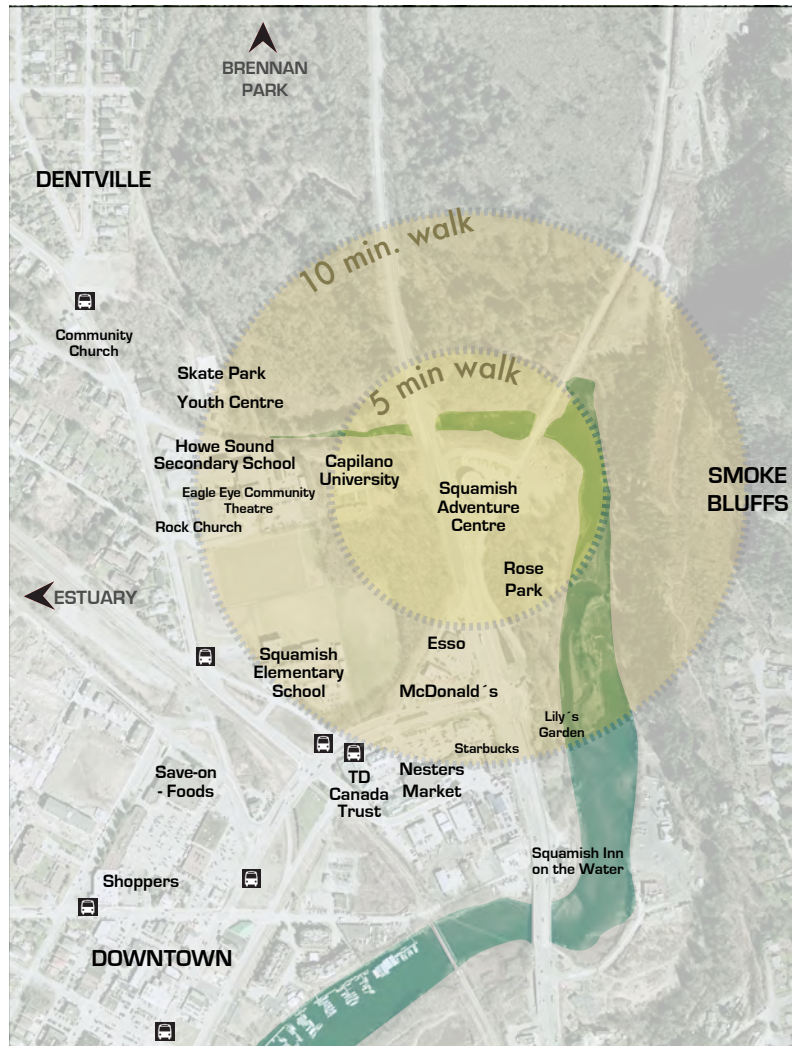 BRENNAN
PARK
DENTVILLE
10 min. walk
Community
Church
5 min walk
Skate Park
Youth Centre
Howe Sound
Secondary School
Capilano
University
Eagle Eye Community
Theatre
Rock Church
Squamish
Adventure
Centre
SMOKE
BLUFFS
Rose
Park
ESTUARY
Squamish
Elementary
School
Esso
McDonald´s
Lily´s
Garden
Starbucks
Save-on
- Foods
TD
Canada
Trust
Nesters
Market
Squamish Inn
on the Water
Shoppers
DOWNTOWN